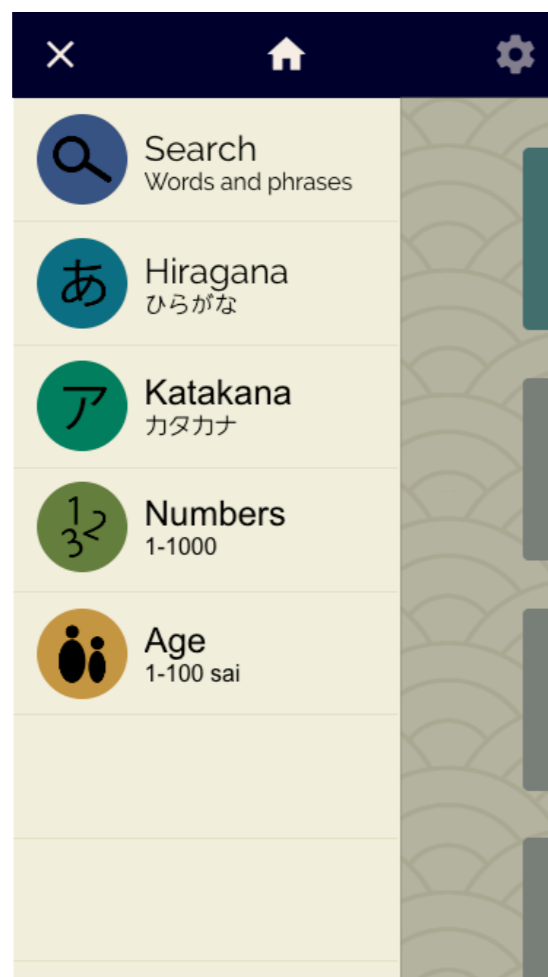 Search
Words and phrases
あ
Hiragana
ひらがな
ア
Katakana
カタカナ
1 2 3
Numbers
1-1000
Age
1-100 sai